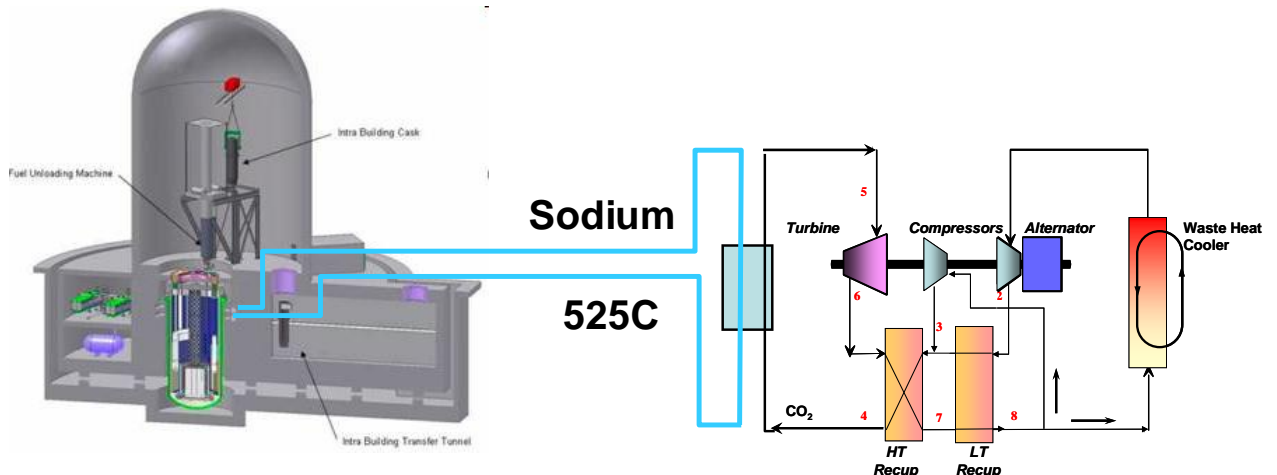 Intra Building Cask
Fuel Unloading Machine
Intra Building Transfer Tunnel
Sodium
525C
5
Turbine
Compressors
Alternator
Waste Heat
Cooler
6
2
3
CO2
4
7
8
HT
Recup
LT
Recup